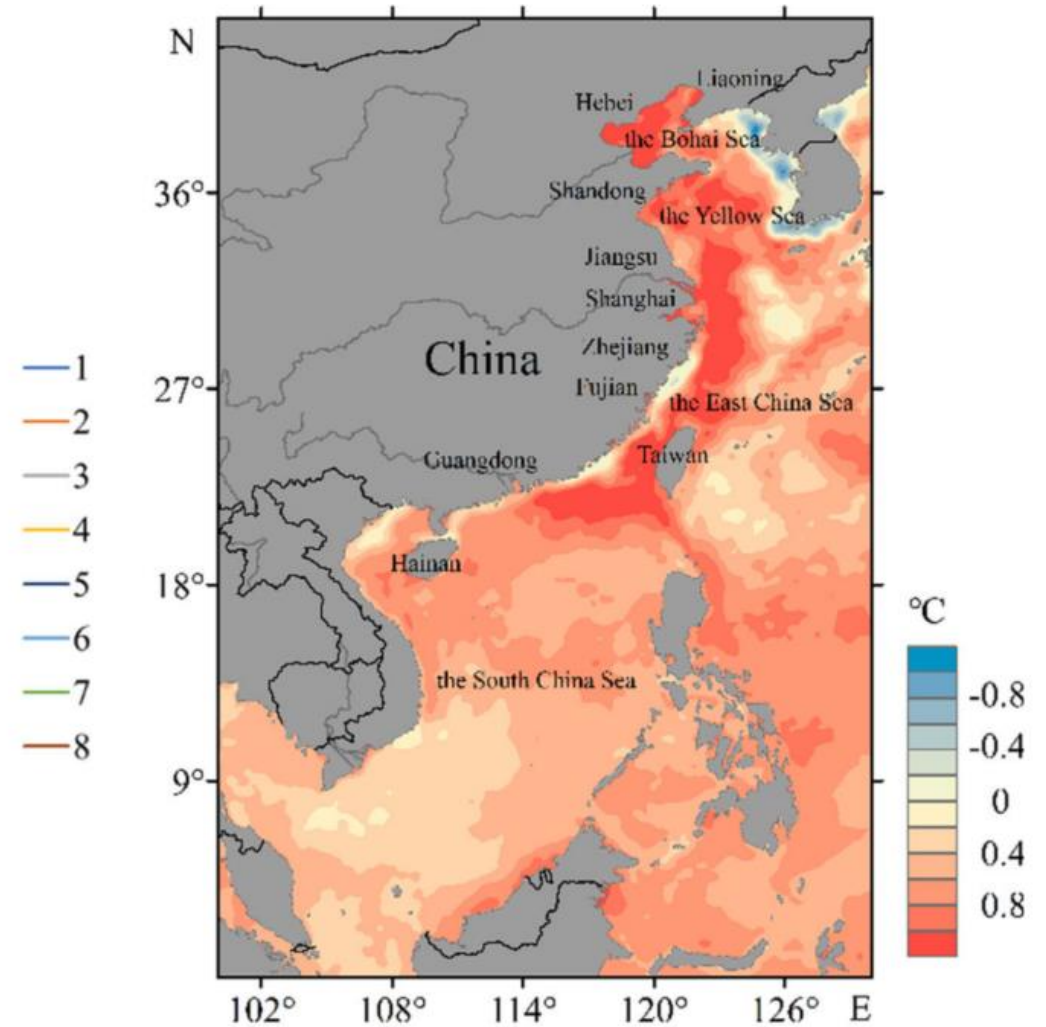 N
Liaoning
Hebei
the Bohai Sea
36°
Shandong
the Yellow Sea
Jiangsu
Shanghai
China
Zhejiang
1
27°
Fujian
the East China Sea
2
Guangdong
Taiwan
3
4
Hainan
5
18°
°C
6
the South China Sea
-0.8
7
-0.4
8
9°
0
0.4
0.8
102° 108° 114° 120° 126° E